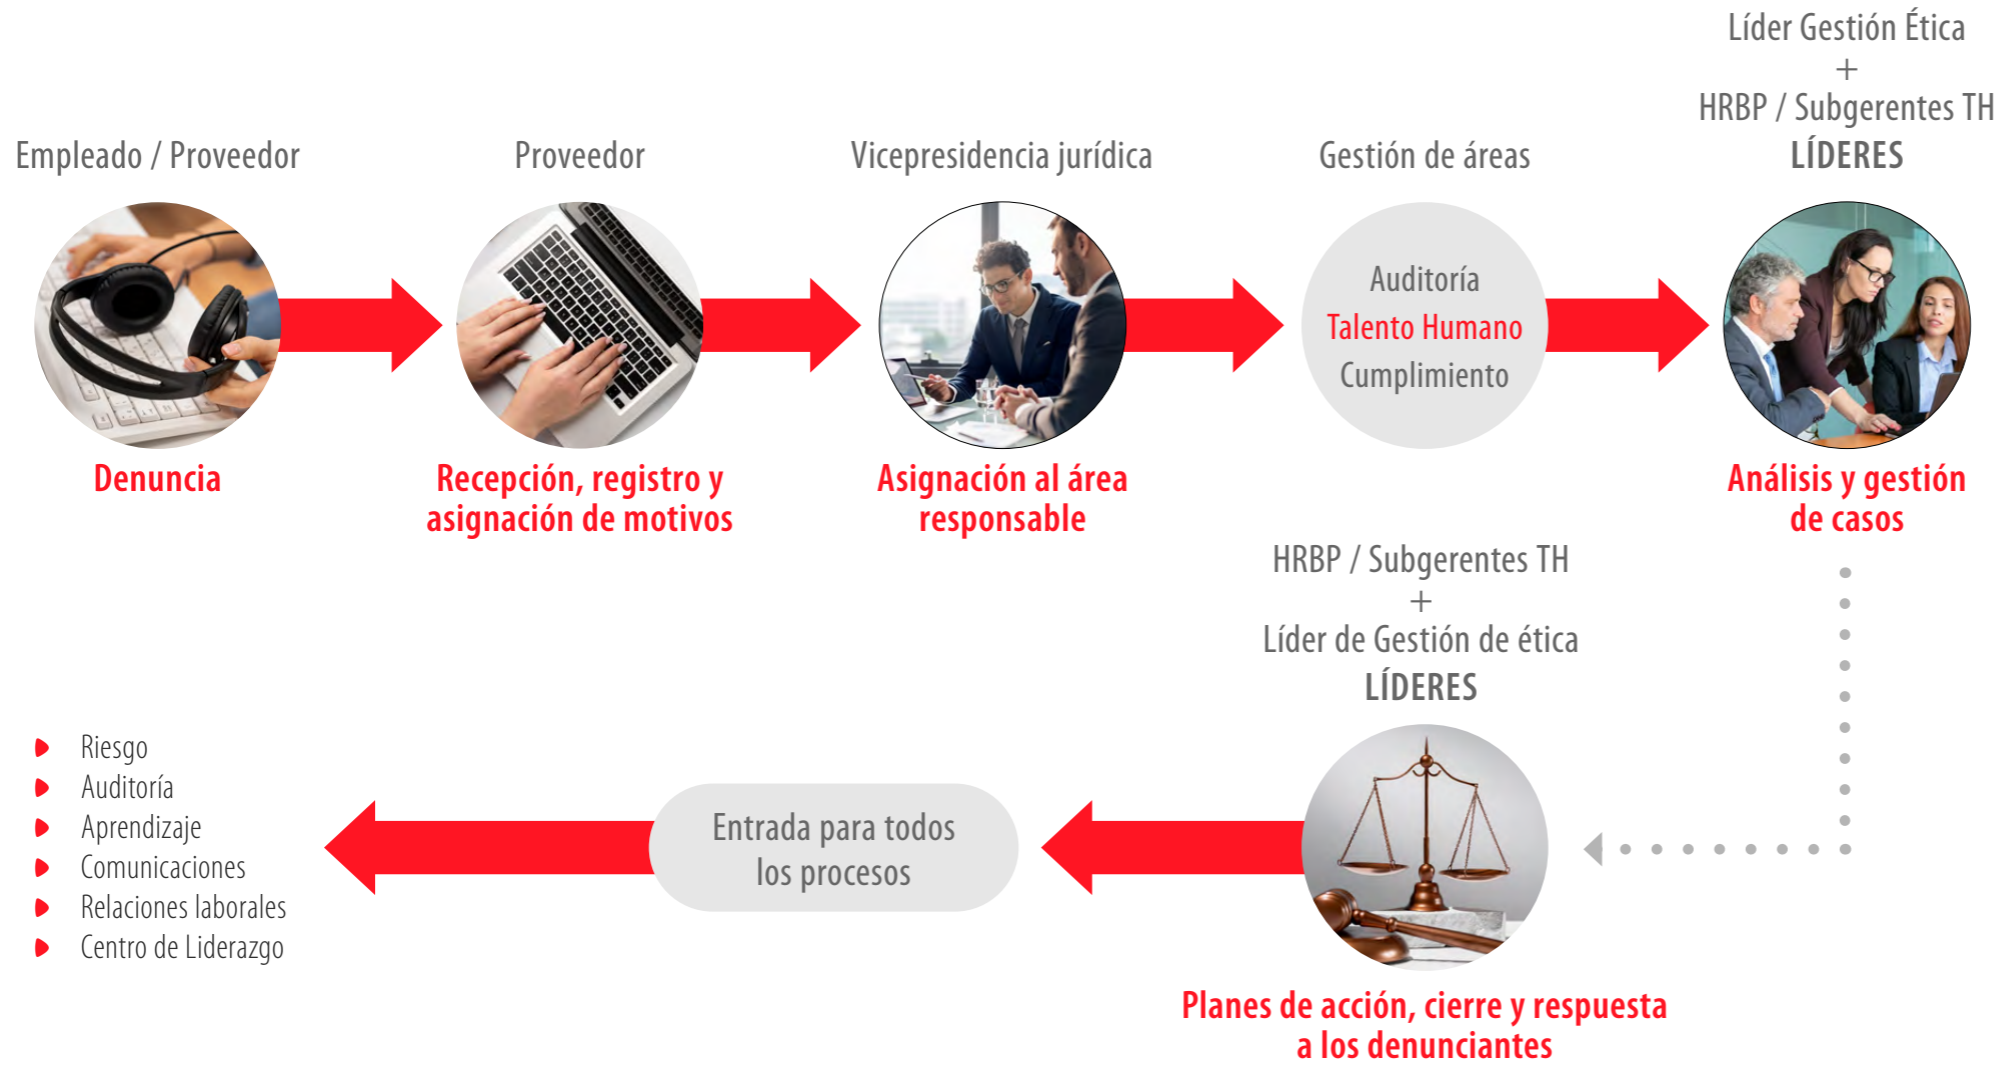 Empleado / Proveedor
Denuncia
Proveedor
Recepción, registro y
asignación de motivos
Vicepresidencia jurídica
Asignación al área
responsable
Gestión de áreas
Auditoría
Talento Humano
Cumplimiento
Líder Gestión Ética
+
HRBP / Subgerentes TH
LÍDERES
Análisis y gestión
de casos
HRBP / Subgerentes TH
+
Líder de Gestión de ética
LÍDERES
Planes de acción, cierre y respuesta
a los denunciantes
Entrada para todos
los procesos
Riesgo
Auditoría
Aprendizaje
Comunicaciones
Relaciones laborales
Centro de Liderazgo